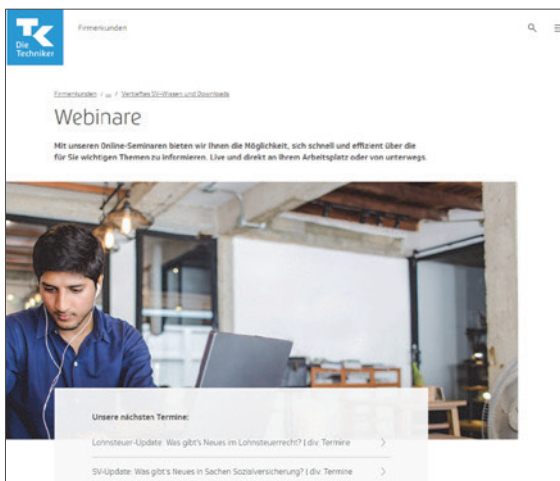 TK
Die
Techniker
Firmenkunden
Firmenkunden / ... / Vertieftes SV-Wissen und Downloads
Webinare
Mit unseren Online-Seminaren bieten wir Ihnen die Möglichkeit, sich schnell und effizient über die
für Sie wichtigen Themen zu informieren. Live und direkt an Ihrem Arbeitsplatz oder von unterwegs.
Unsere nächsten Termine:
Lohnsteuer-Update: Was gibt's Neues im Lohnsteuerrecht? | div. Termine
SV-Update: Was gibt's Neues in Sachen Sozialversicherung? | div. Termine